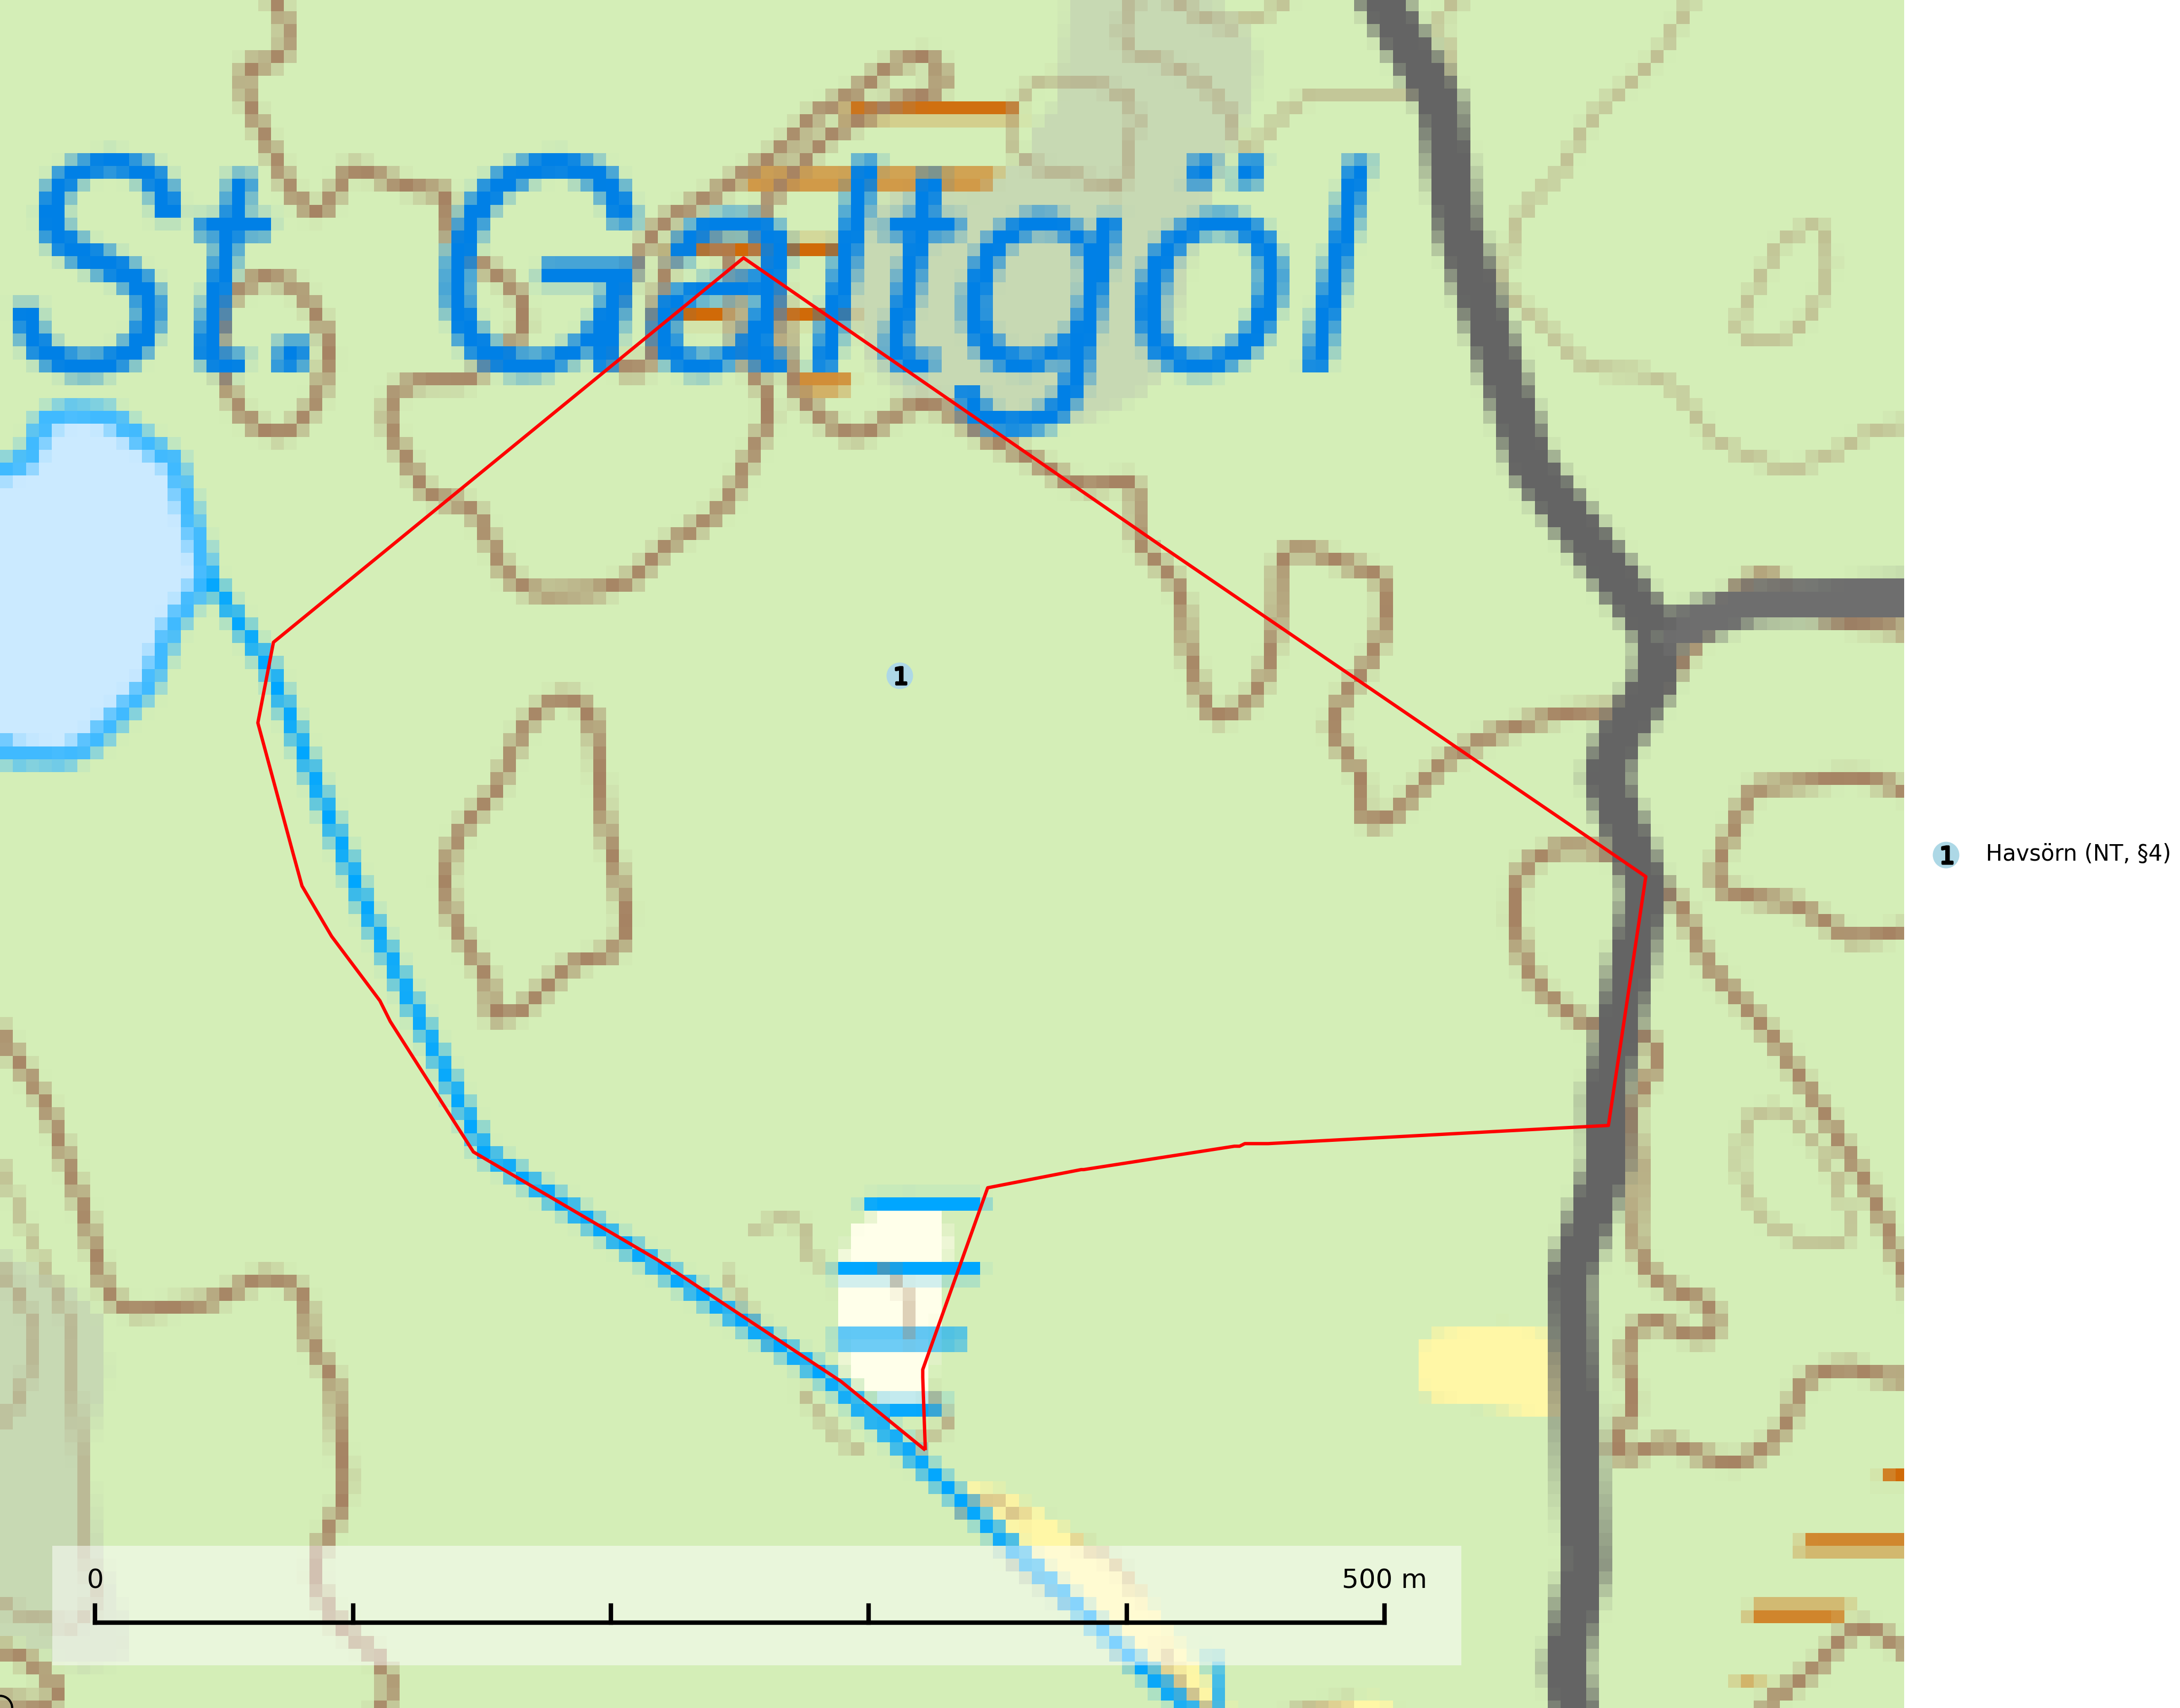 St. Galtgöl
1
1 Havsörn (NT, §4)
0 500 m